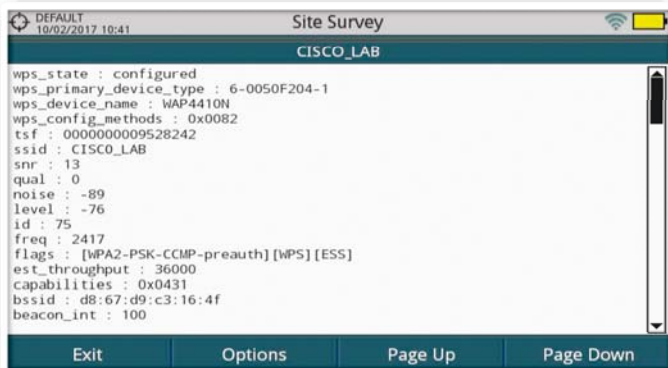 DEFAULT
10/02/2017 10:41
Site Survey
CISCO_LAB
wps_state : configured
wps_primary_device_type : 6-0050F204-1
wps_device_name : WAP4410N
wps_config_methods : 0x0082
tsf : 0000000009528242
ssid : CISCO_LAB
snr : 13
qual : 0
noise : -89
level : -76
id : 75
freq : 2417
flags : [WPA2-PSK-CCMP-preauth][WPS][ESS]
est_throughput : 36000
capabilities : 0x0431
bssid : d8:67:d9:c3:16:4f
beacon_int : 100
Exit
Options
Page Up
Page Down